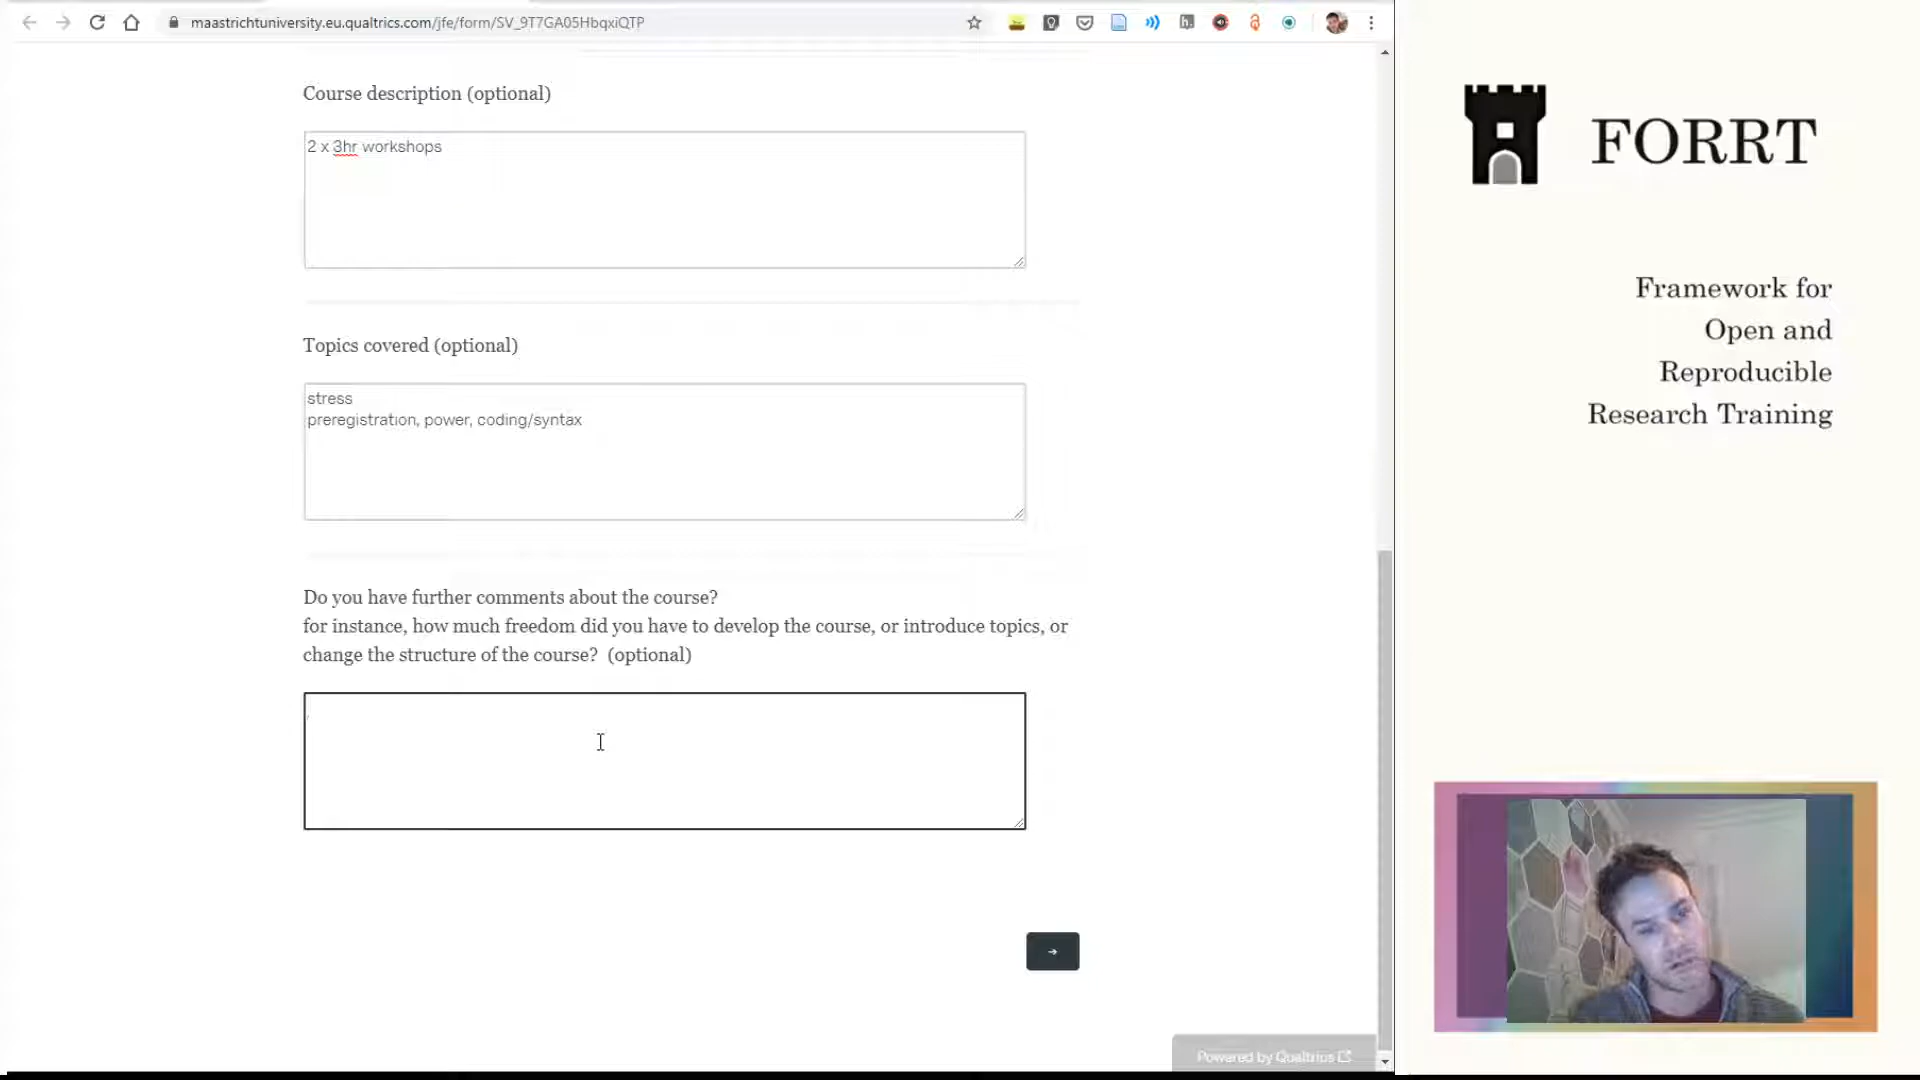 maastrichtuniversity.eu.qualtrics.com/jfe/form/SV_9T7GA05HbqxiQTP
Course description (optional)
2 x 3hr workshops
Topics covered (optional)
stress
preregistration, power, coding/syntax
Do you have further comments about the course?
for instance, how much freedom did you have to develop the course, or introduce topics, or
change the structure of the course? (optional)
Powered by Qualtrics
FORRT
Framework for
Open and
Reproducible
Research Training